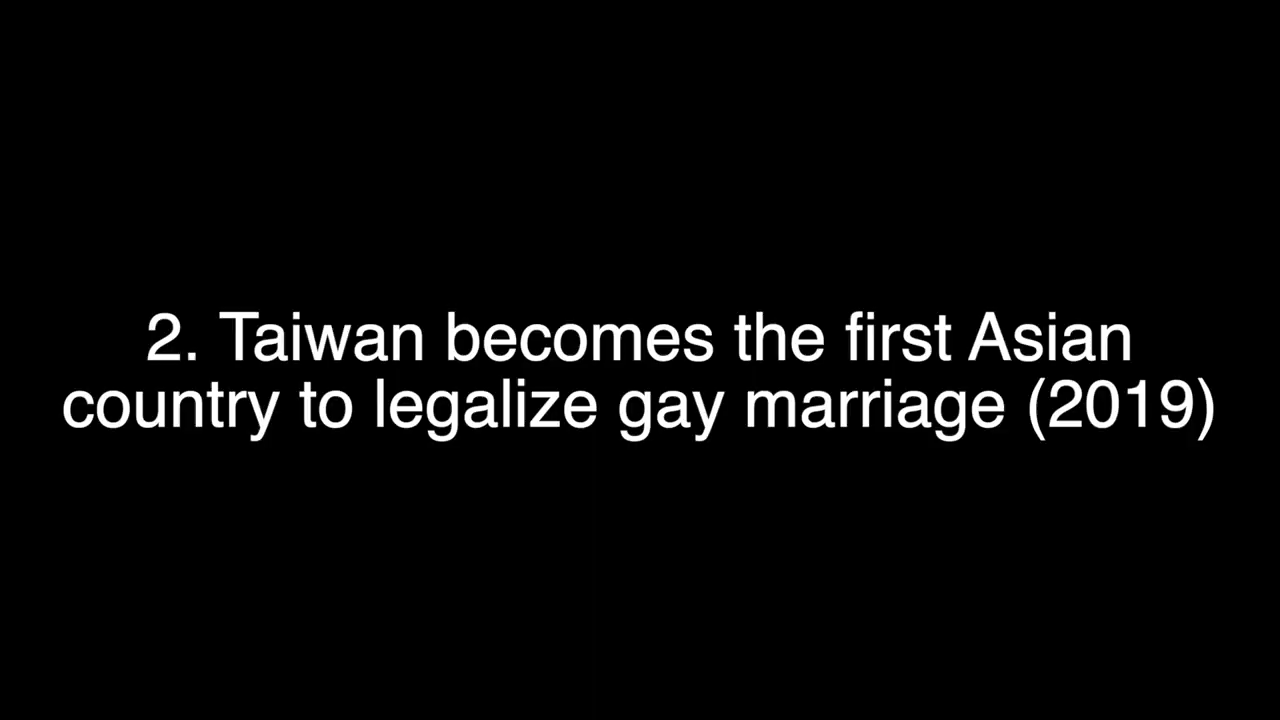 2. Taiwan becomes the first Asian
country to legalize gay marriage (2019)